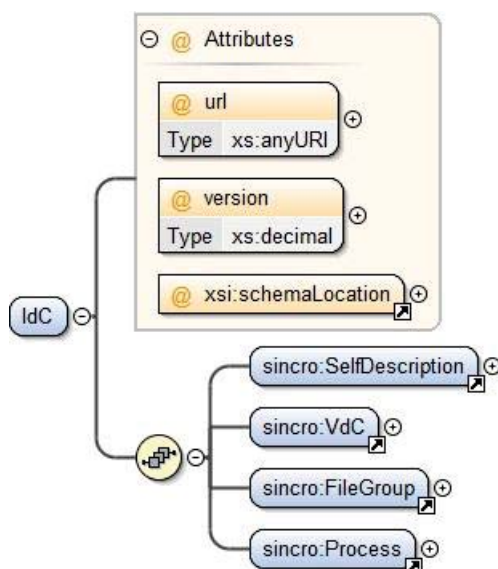 @ Attributes
@ url
Type xs:anyURI
@ version
Type xs:decimal
@ xsi:schemaLocation
IdC
sincro:SelfDescription
sincro:VdC
sincro:FileGroup
sincro:Process